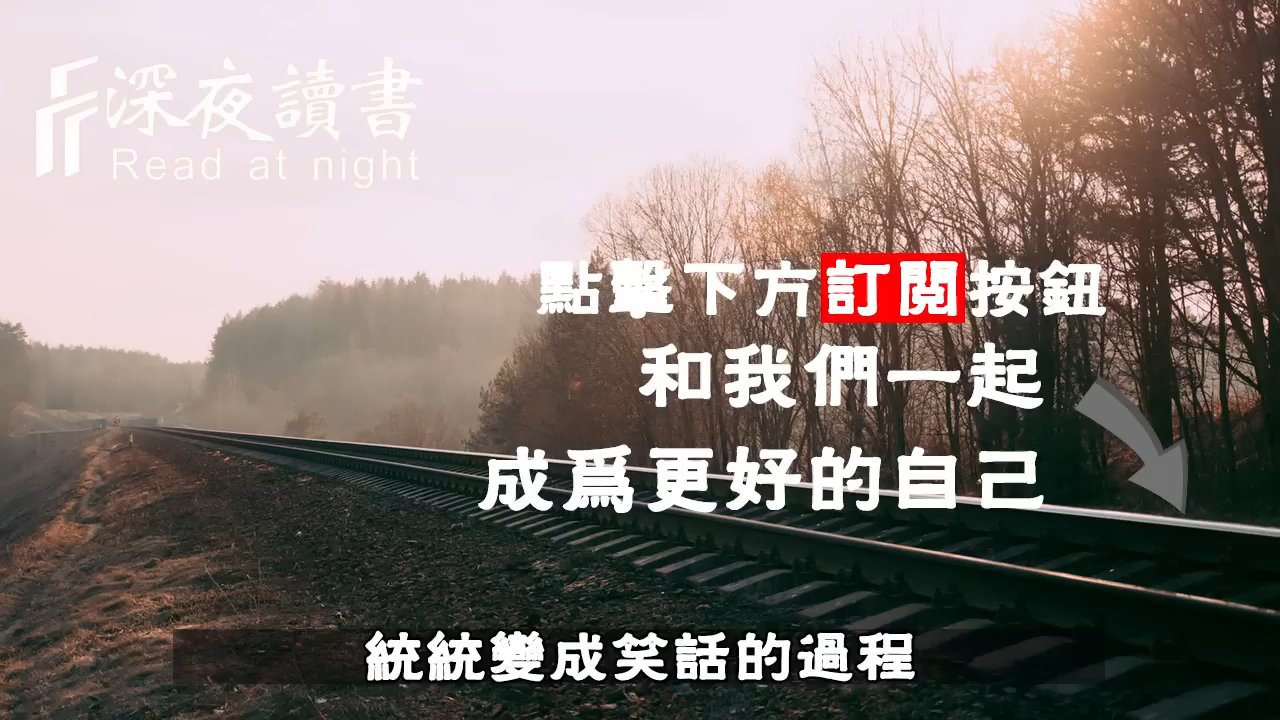 深夜讀書
Read at night
點擊下方訂閱按鈕
和我們一起
成爲更好的自己
統統變成笑話的過程